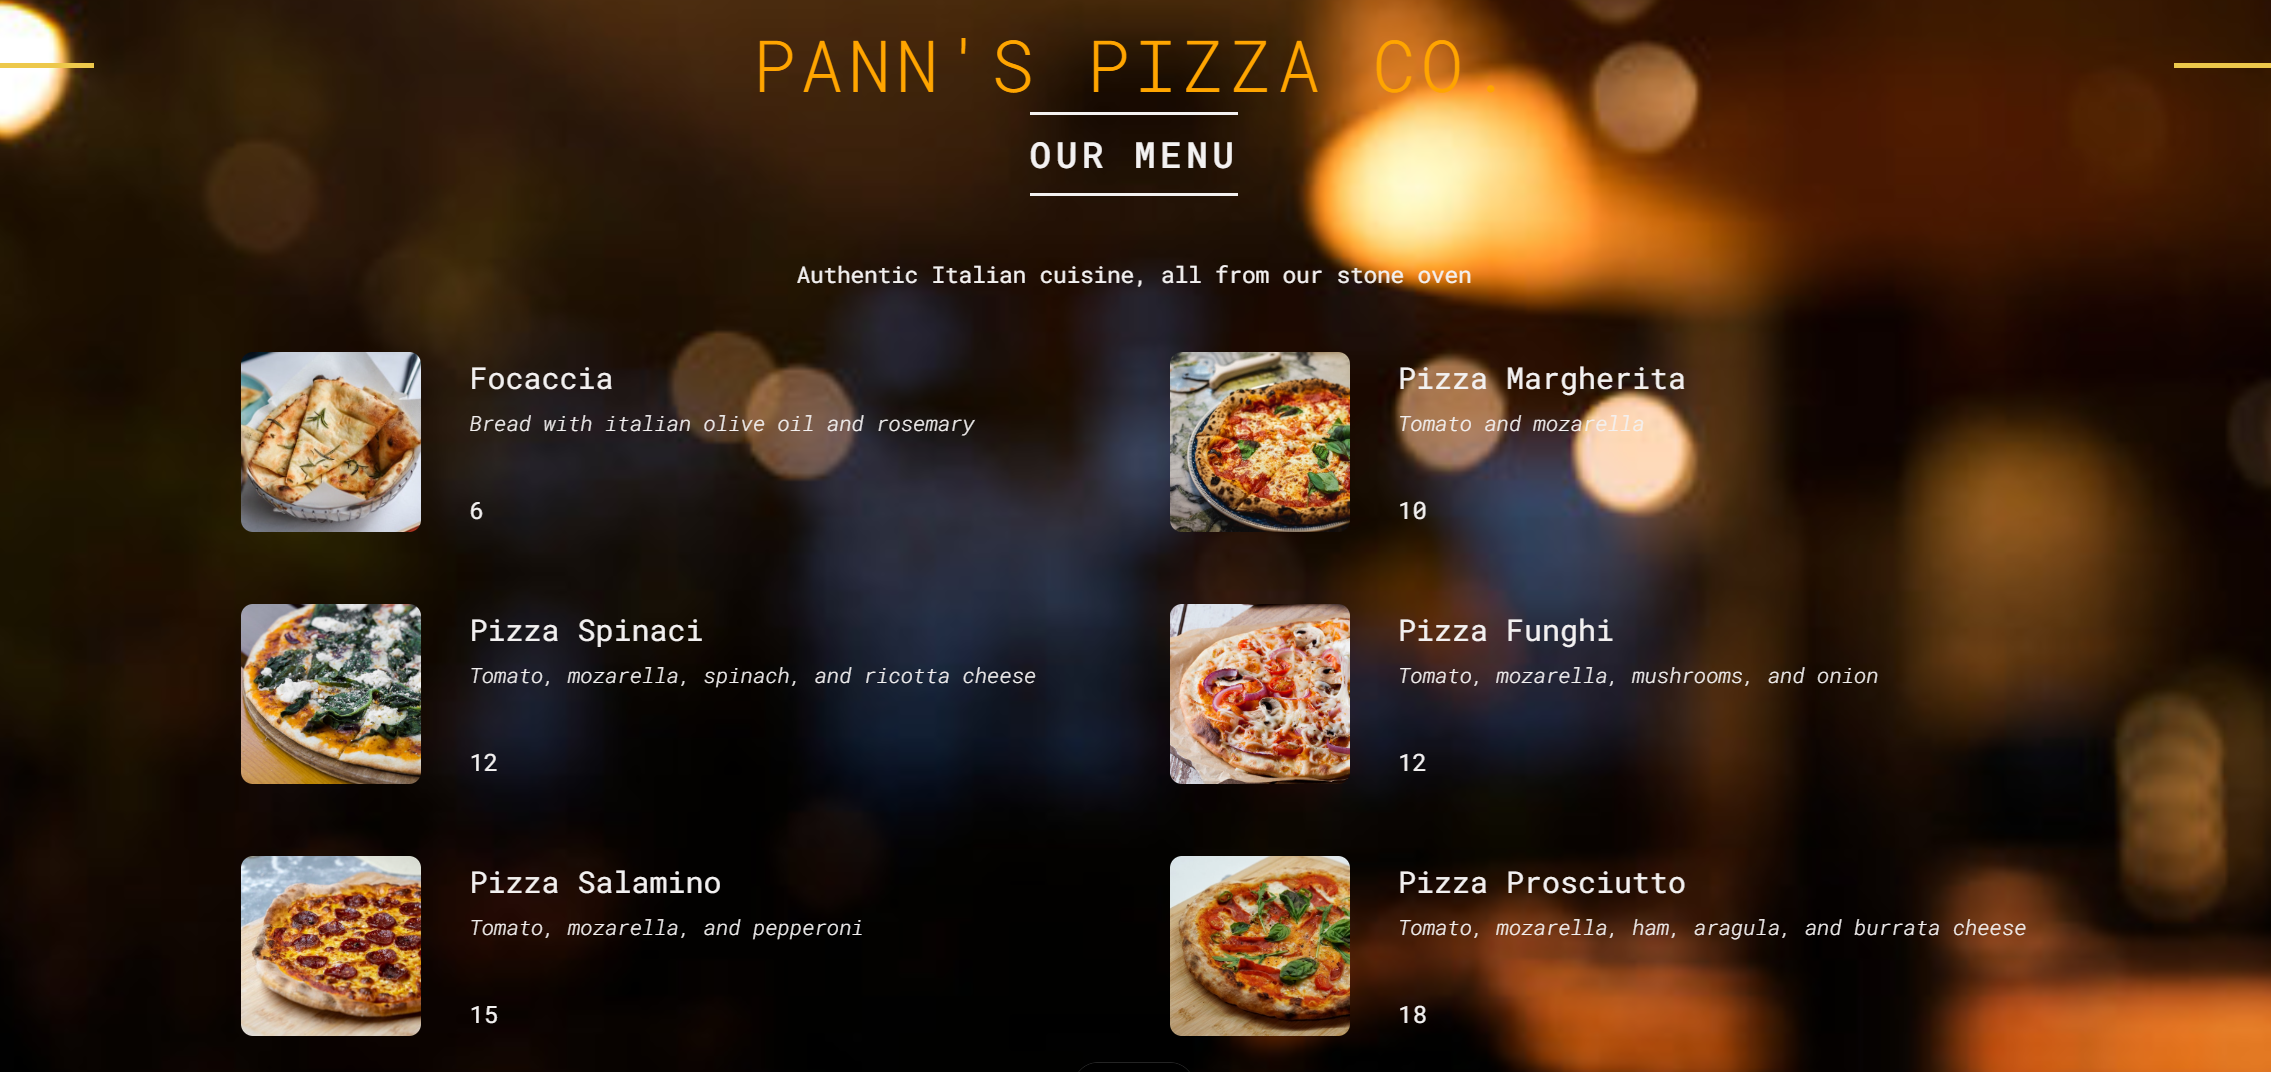 PANN'S PIZZA CO.
OUR MENU
Authentic Italian cuisine, all from our stone oven
Focaccia
Bread with italian olive oil and rosemary
6
Pizza Margherita
Tomato and mozarella
10
Pizza Spinaci
Tomato, mozarella, spinach, and ricotta cheese
12
Pizza Funghi
Tomato, mozarella, mushrooms, and onion
12
Pizza Salamino
Tomato, mozarella, and pepperoni
15
Pizza Prosciutto
Tomato, mozarella, ham, aragula, and burrata cheese
18